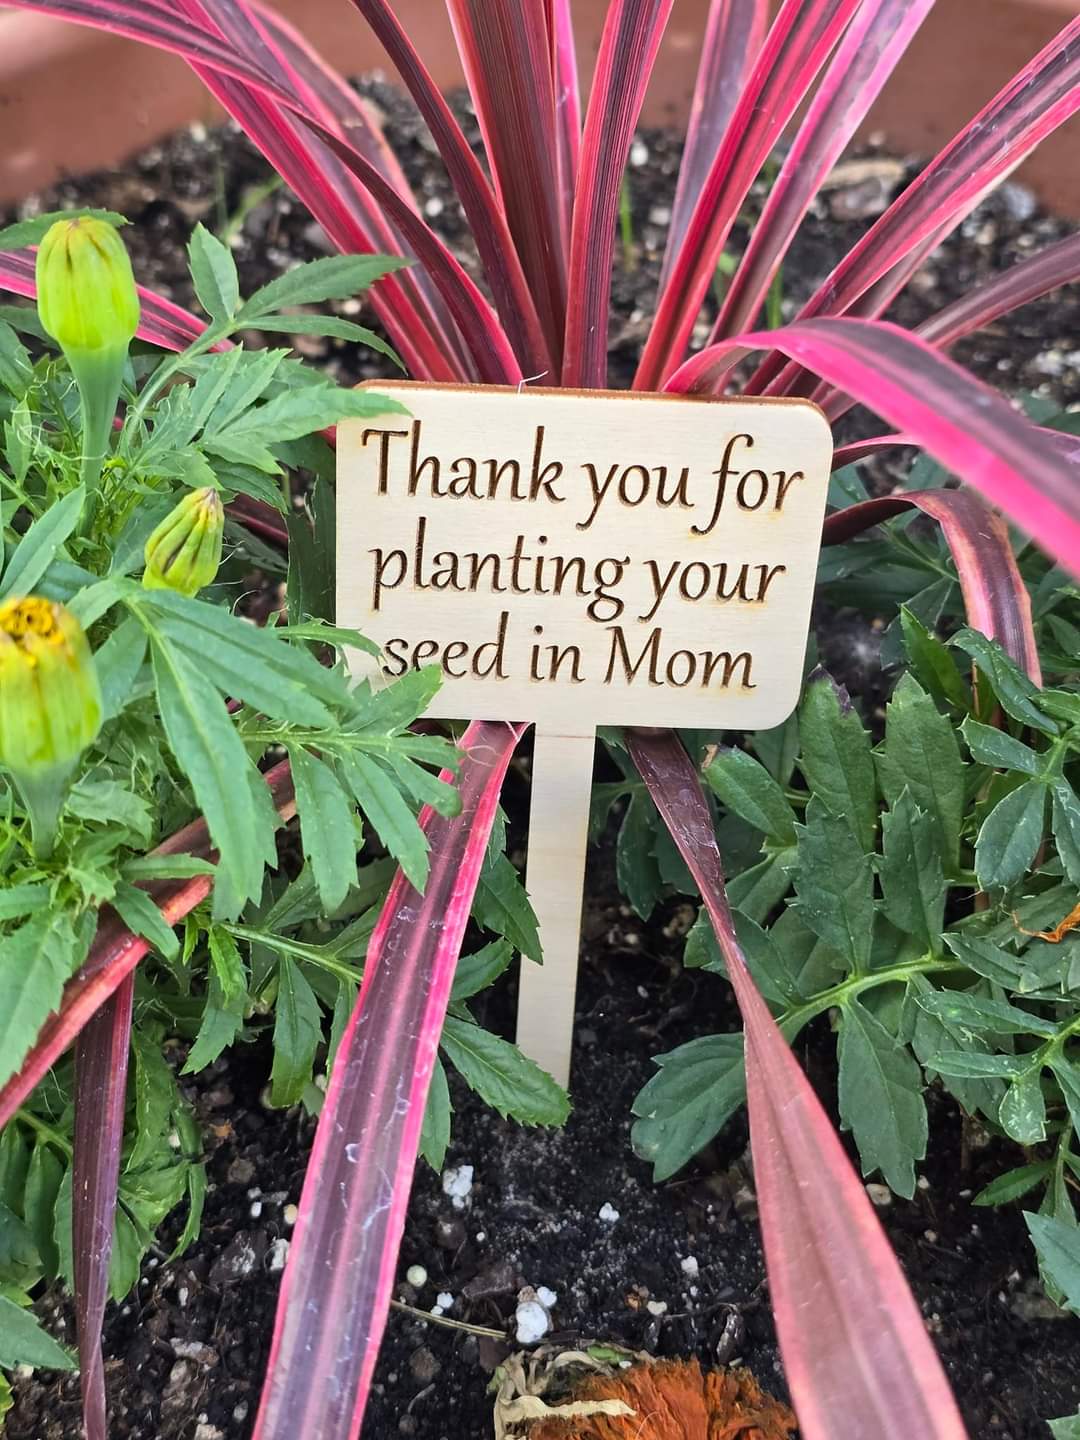 Thank you for
planting your
seed in Mom